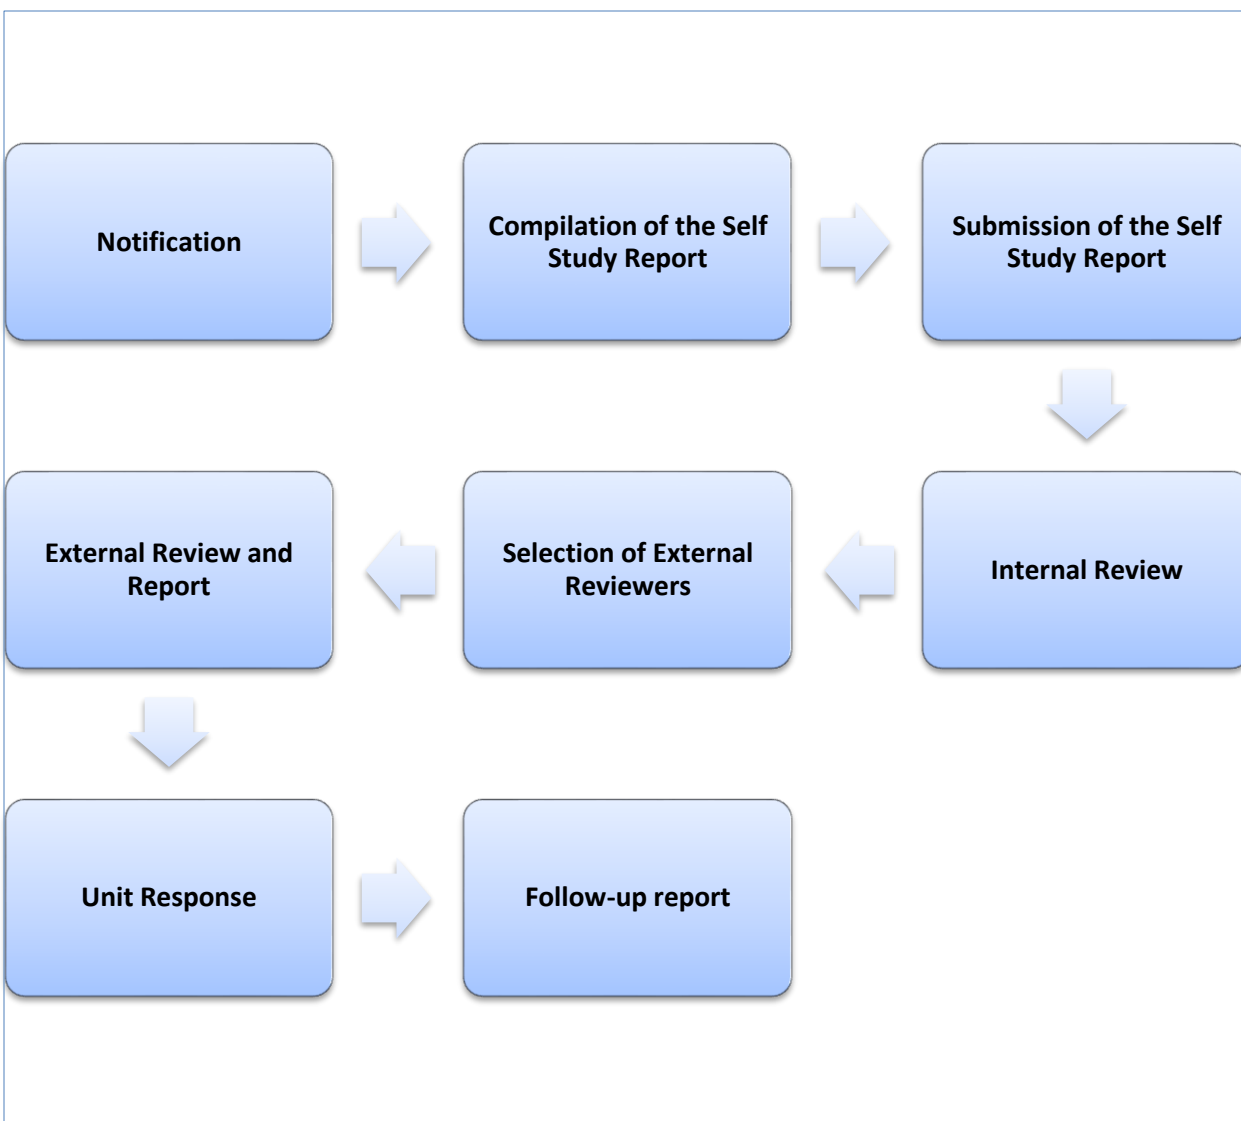 Notification
Compilation of the Self
Study Report
Submission of the Self
Study Report
Internal Review
Selection of External
Reviewers
External Review and
Report
Unit Response
Follow-up report